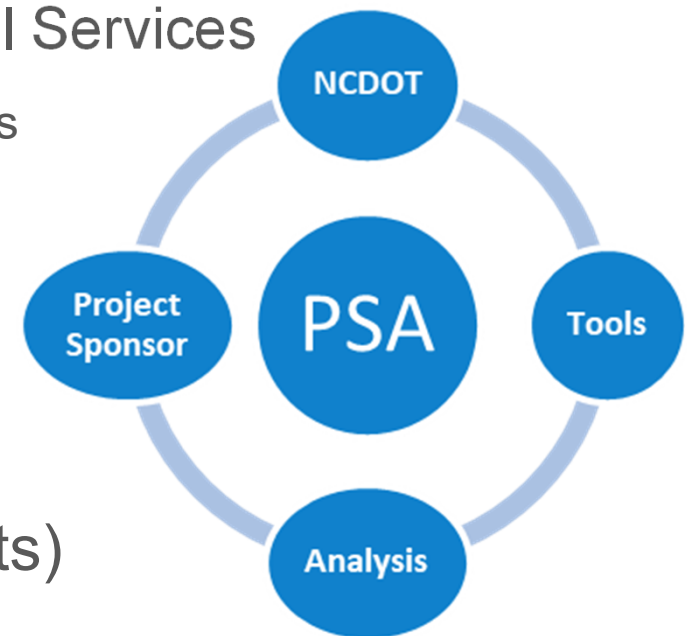 l Services
NCDOT
s
Project
Sponsor
PSA
Tools
ts)
Analysis